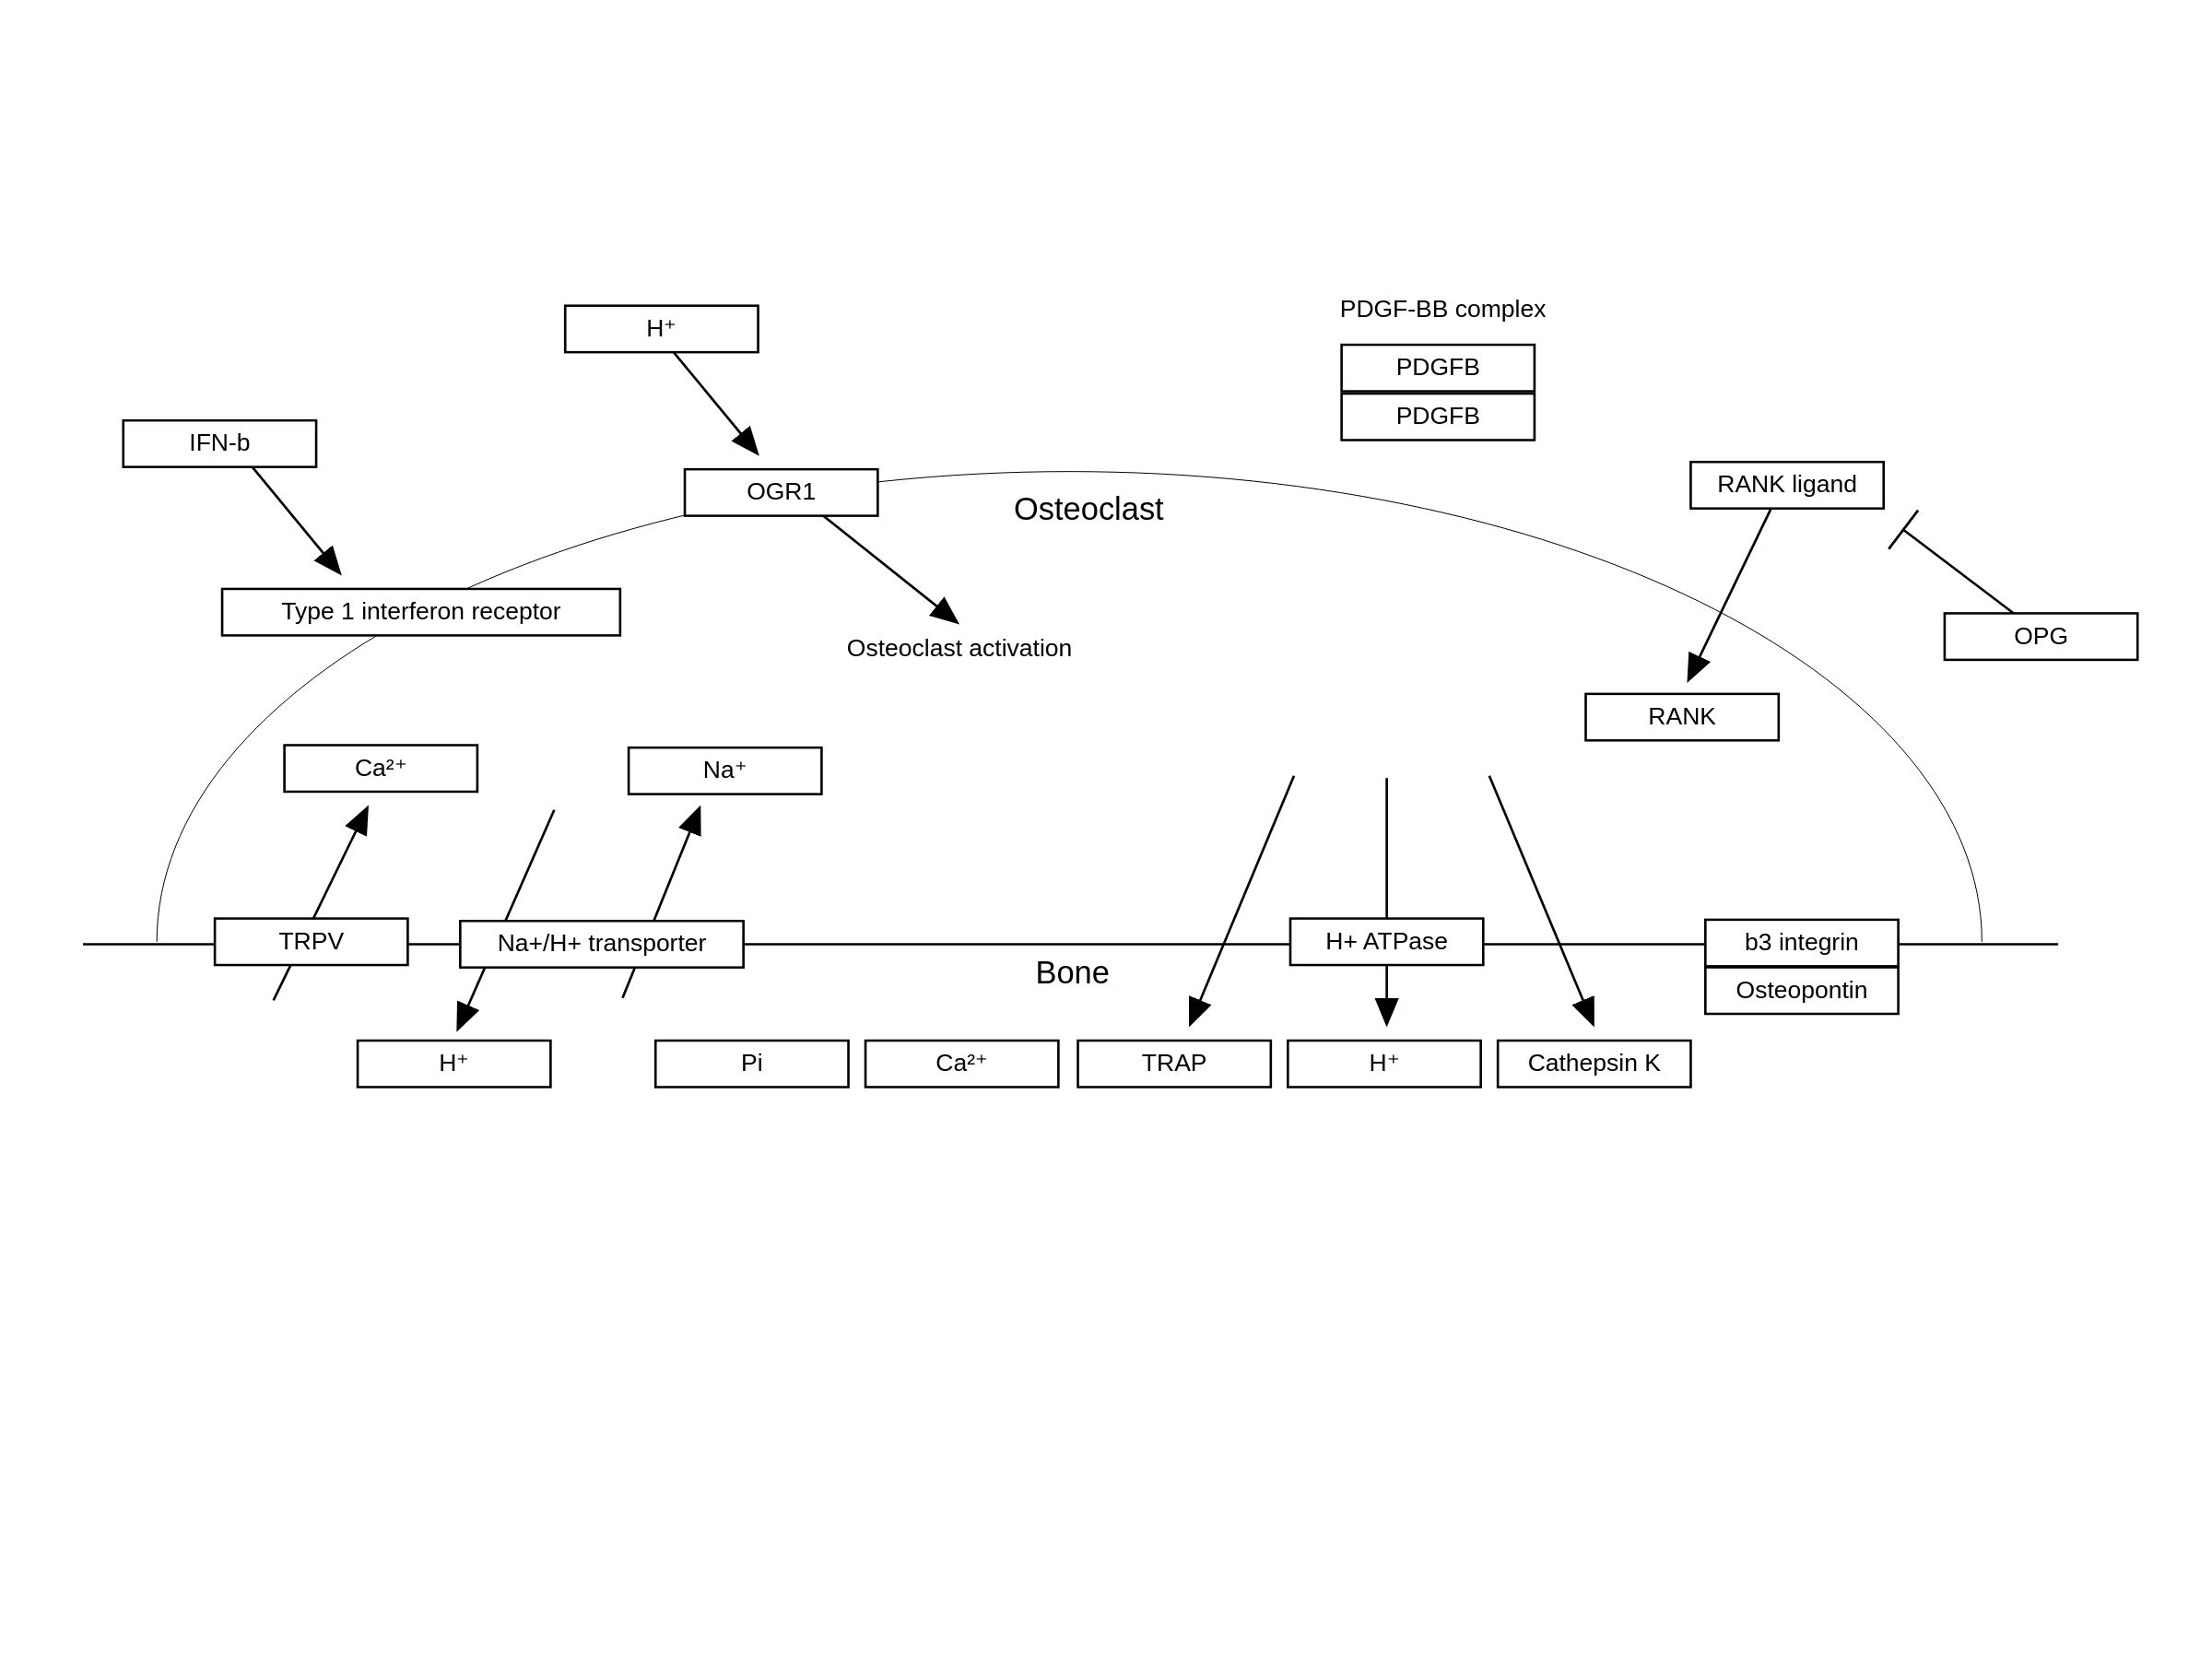 PDGF-BB complex
H⁺
PDGFB
PDGFB
IFN-b
RANK ligand
OGR1
Osteoclast
Type 1 interferon receptor
OPG
Osteoclast activation
RANK
Ca²⁺
Na⁺
TRPV
Na+/H+ transporter
H+ ATPase
b3 integrin
Bone
Osteopontin
H⁺
Pi
Ca²⁺
TRAP
H⁺
Cathepsin K